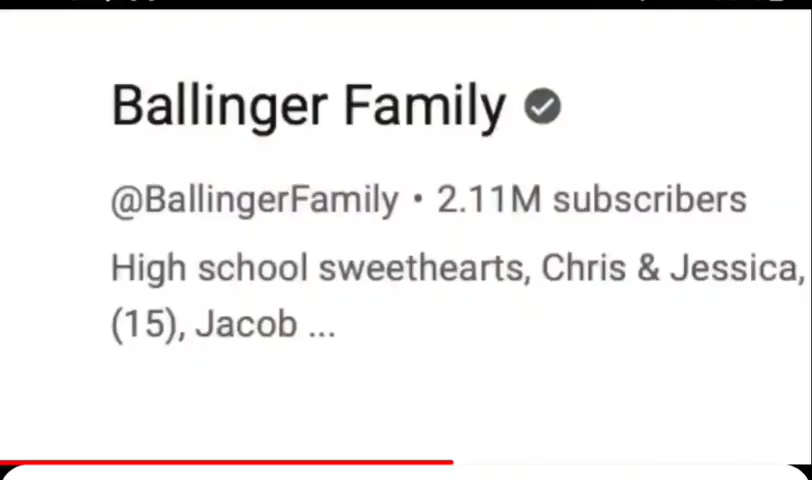 Ballinger Family
@BallingerFamily • 2.11M subscribers
High school sweethearts, Chris & Jessica,
(15), Jacob ...